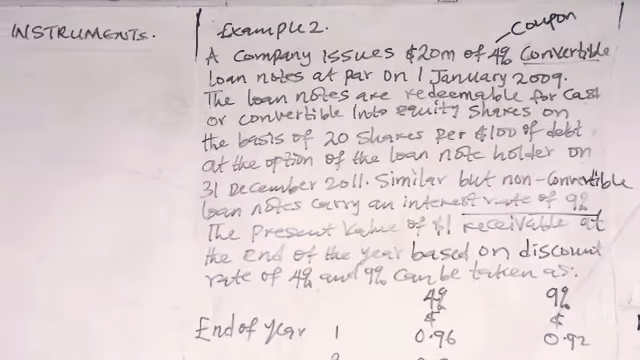 INSTRUMENTS.
Example 2.
Coupon
A Company issues $20m of 4% Convertible
loan notes at par on 1 January 2009.
The loan notes are redeemable for cash
or convertible into equity shares on
the basis of 20 shares per $100 of debt
at the option of the loan note holder on
31 December 2011. Similar but non-Convertible
loan notes carry an interest rate of 9%
The Present Value of $1 receivable at
the end of the year based on discount
rate of 4% and 9% can be taken as:
4% 9%
$ $
End of year 1 0.96 0.92